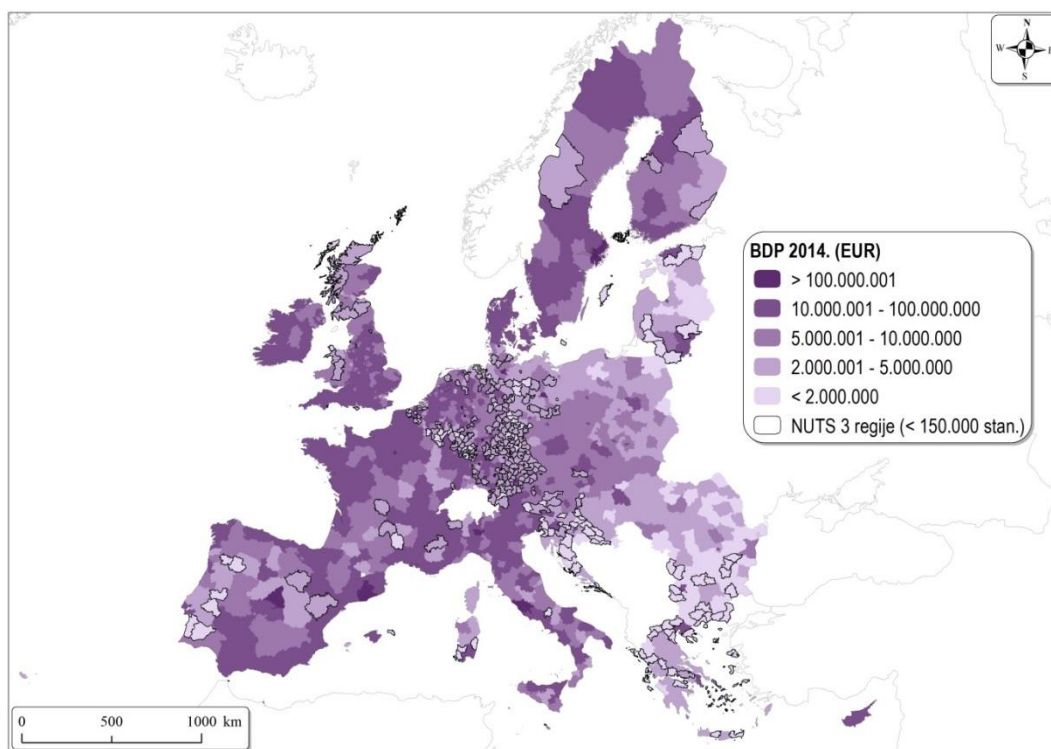 N
W
E
S
BDP 2014. (EUR)
> 100.000.001
10.000.001 - 100.000.000
5.000.001 - 10.000.000
2.000.001 - 5.000.000
< 2.000.000
NUTS 3 regije (< 150.000 stan.)
0 500 1000 km